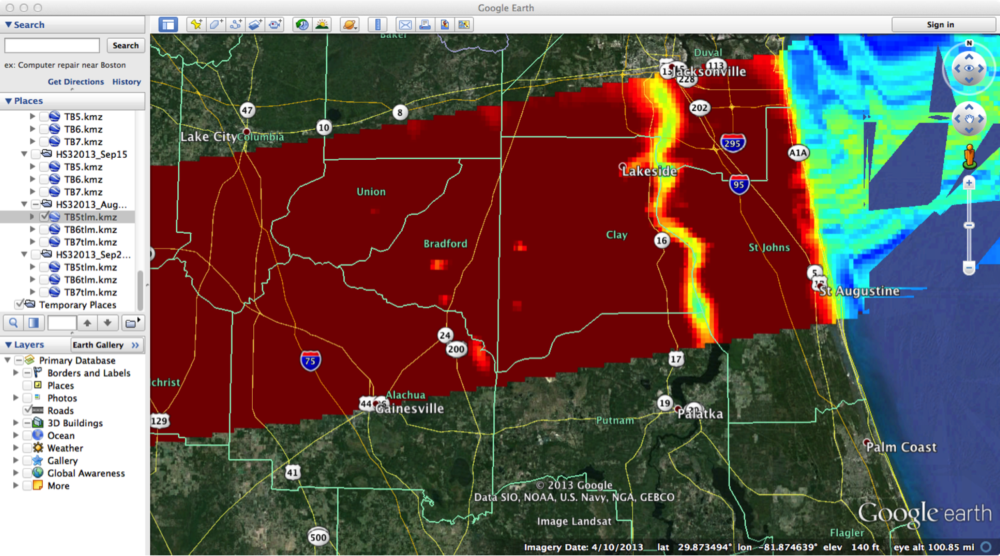 Google Earth
Search
Search
ex: Computer repair near Boston
Get Directions
History
Places
TB5.kmz
TB6.kmz
TB7.kmz
HS32013_Sep15
TB5.kmz
TB6.kmz
TB7.kmz
HS32013_Aug...
TB5tlm.kmz
TB6tlm.kmz
TB7tlm.kmz
HS32013_Sep2...
TB5tlm.kmz
TB6tlm.kmz
TB7tlm.kmz
Temporary Places
Layers
Earth Gallery >>
Primary Database
Borders and Labels
Places
Photos
Roads
3D Buildings
Ocean
Weather
Gallery
Global Awareness
More
Sign in
N
Baker
Duval
113
Jacksonville
228
202
47
8
10
Lake City
Columbia
295
A1A
Lakeside
95
Union
Bradford
Clay
16
St Johns
5
St Augustine
24
200
75
17
christ
Alachua
44
Gainesville
129
19
Palatka
Putnam
Palm Coast
41
500
© 2013 Google
Data SIO, NOAA, U.S. Navy, NGA, GEBCO
Image Landsat
Google earth
Flagler
Imagery Date: 4/10/2013 lat 29.873494° lon -81.874639° elev 140 ft eye alt 100.85 mi